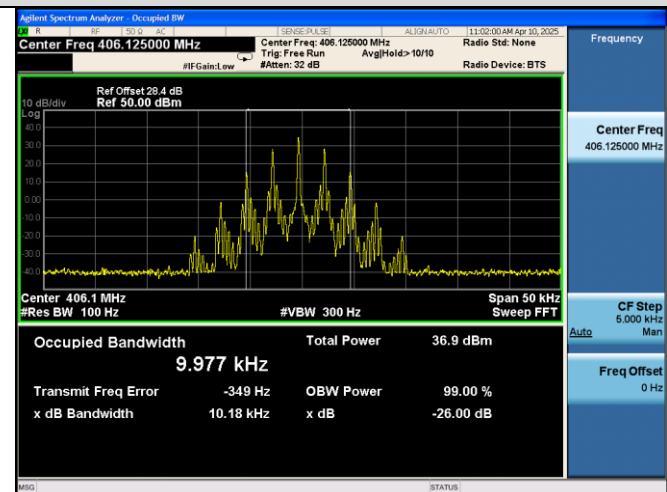 Agilent Spectrum Analyzer - Occupied BW
R RF 50 Ω AC SENSE:PULSE ALIGN AUTO 11:02:00 AM Apr 10, 2025
Center Freq 406.125000 MHz
Center Freq: 406.125000 MHz
Radio Std: None
Trig: Free Run Avg|Hold:>10/10
#IFGain:Low #Atten: 32 dB
Radio Device: BTS
Frequency
Ref Offset 28.4 dB
10 dB/div Ref 50.00 dBm
Log
40.0
30.0
20.0
10.0
0.00
-10.0
-20.0
-30.0
-40.0
Center 406.1 MHz
Span 50 kHz
#Res BW 100 Hz
#VBW 300 Hz
Sweep FFT
Center Freq
406.125000 MHz
CF Step
5.000 kHz
Auto Man
Freq Offset
0 Hz
Occupied Bandwidth
9.977 kHz
Total Power 36.9 dBm
Transmit Freq Error -349 Hz
OBW Power 99.00 %
x dB Bandwidth 10.18 kHz
x dB -26.00 dB
MSG
STATUS